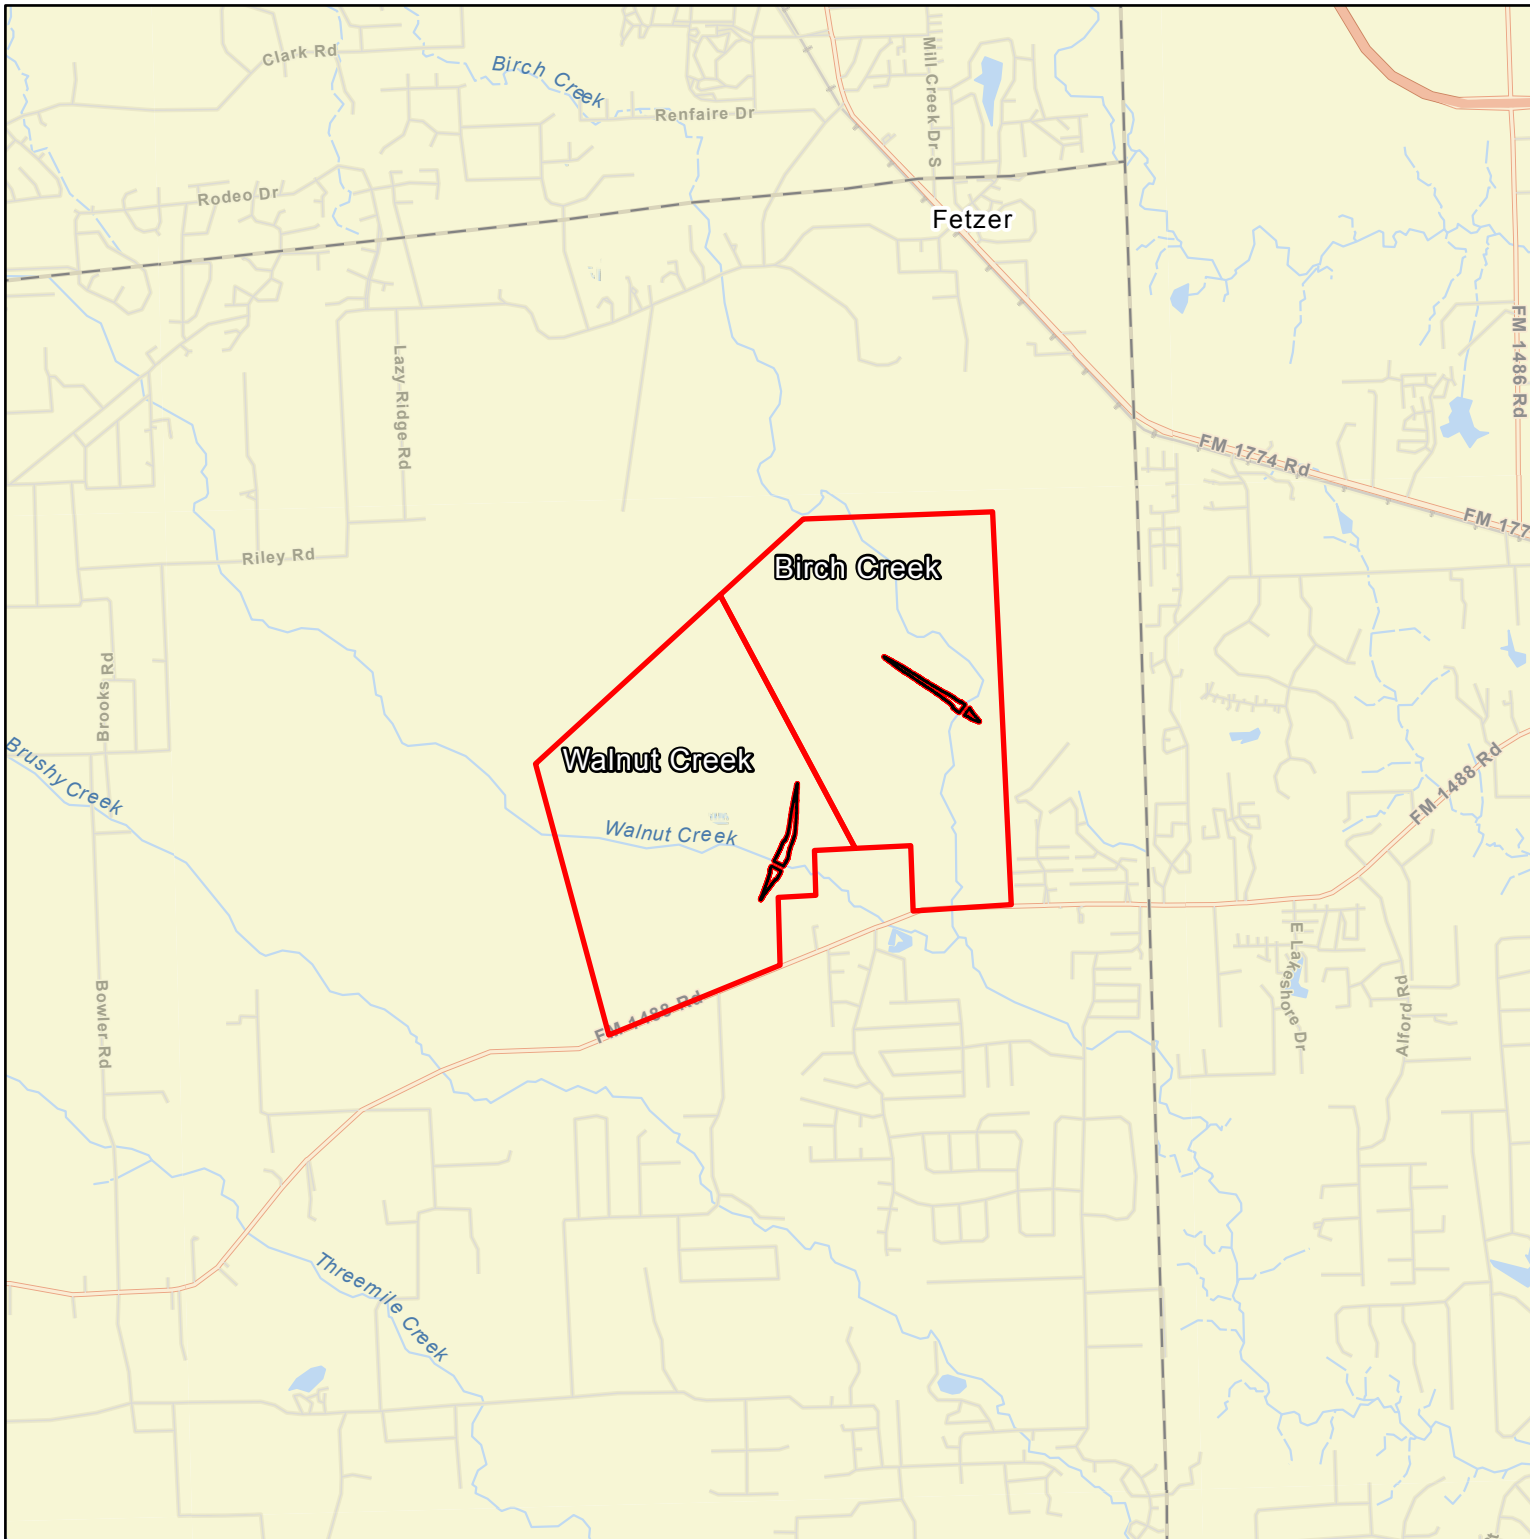 Clark Rd
Birch Creek
Renfaire Dr
Mill Creek Dr S
Rodeo Dr
Fetzer
FM 1486 Rd
Lazy Ridge Rd
FM 1774 Rd
FM 177
Riley Rd
Birch Creek
Brooks Rd
Brushy Creek
Walnut Creek
FM 1488 Rd
Walnut Creek
E Lakeshore Dr
Alford Rd
Bowler Rd
FM 1488 Rd
Threemile Creek